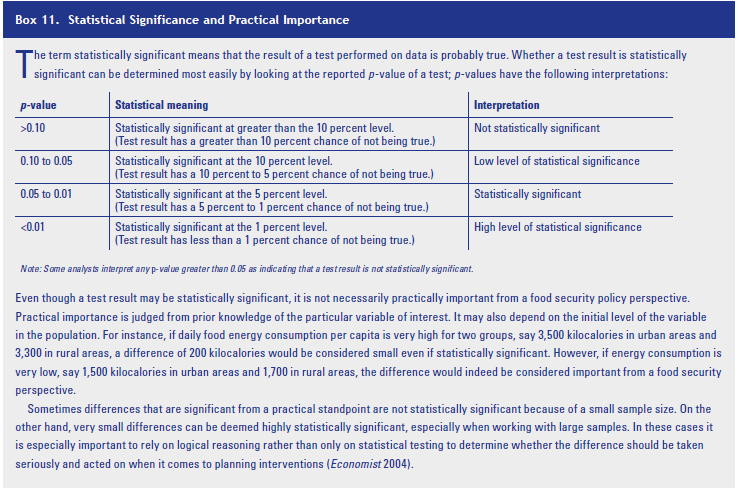 Box 11. Statistical Significance and Practical Importance
The term statistically significant means that the result of a test performed on data is probably true. Whether a test result is statistically
significant can be determined most easily by looking at the reported p-value of a test; p-values have the following interpretations:
p-value Statistical meaning Interpretation
>0.10 Statistically significant at greater than the 10 percent level. Not statistically significant
(Test result has a greater than 10 percent chance of not being true.)
0.10 to 0.05 Statistically significant at the 10 percent level. Low level of statistical significance
(Test result has a 10 percent to 5 percent chance of not being true.)
0.05 to 0.01 Statistically significant at the 5 percent level. Statistically significant
(Test result has a 5 percent to 1 percent chance of not being true.)
<0.01 Statistically significant at the 1 percent level. High level of statistical significance
(Test result has less than a 1 percent chance of not being true.)
Note: Some analysts interpret any p-value greater than 0.05 as indicating that a test result is not statistically significant.
Even though a test result may be statistically significant, it is not necessarily practically important from a food security policy perspective.
Practical importance is judged from prior knowledge of the particular variable of interest. It may also depend on the initial level of the variable
in the population. For instance, if daily food energy consumption per capita is very high for two groups, say 3,500 kilocalories in urban areas and
3,300 in rural areas, a difference of 200 kilocalories would be considered small even if statistically significant. However, if energy consumption is
very low, say 1,500 kilocalories in urban areas and 1,700 in rural areas, the difference would indeed be considered important from a food security
perspective.
Sometimes differences that are significant from a practical standpoint are not statistically significant because of a small sample size. On the
other hand, very small differences can be deemed highly statistically significant, especially when working with large samples. In these cases it
is especially important to rely on logical reasoning rather than only on statistical testing to determine whether the difference should be taken
seriously and acted on when it comes to planning interventions (Economist 2004).